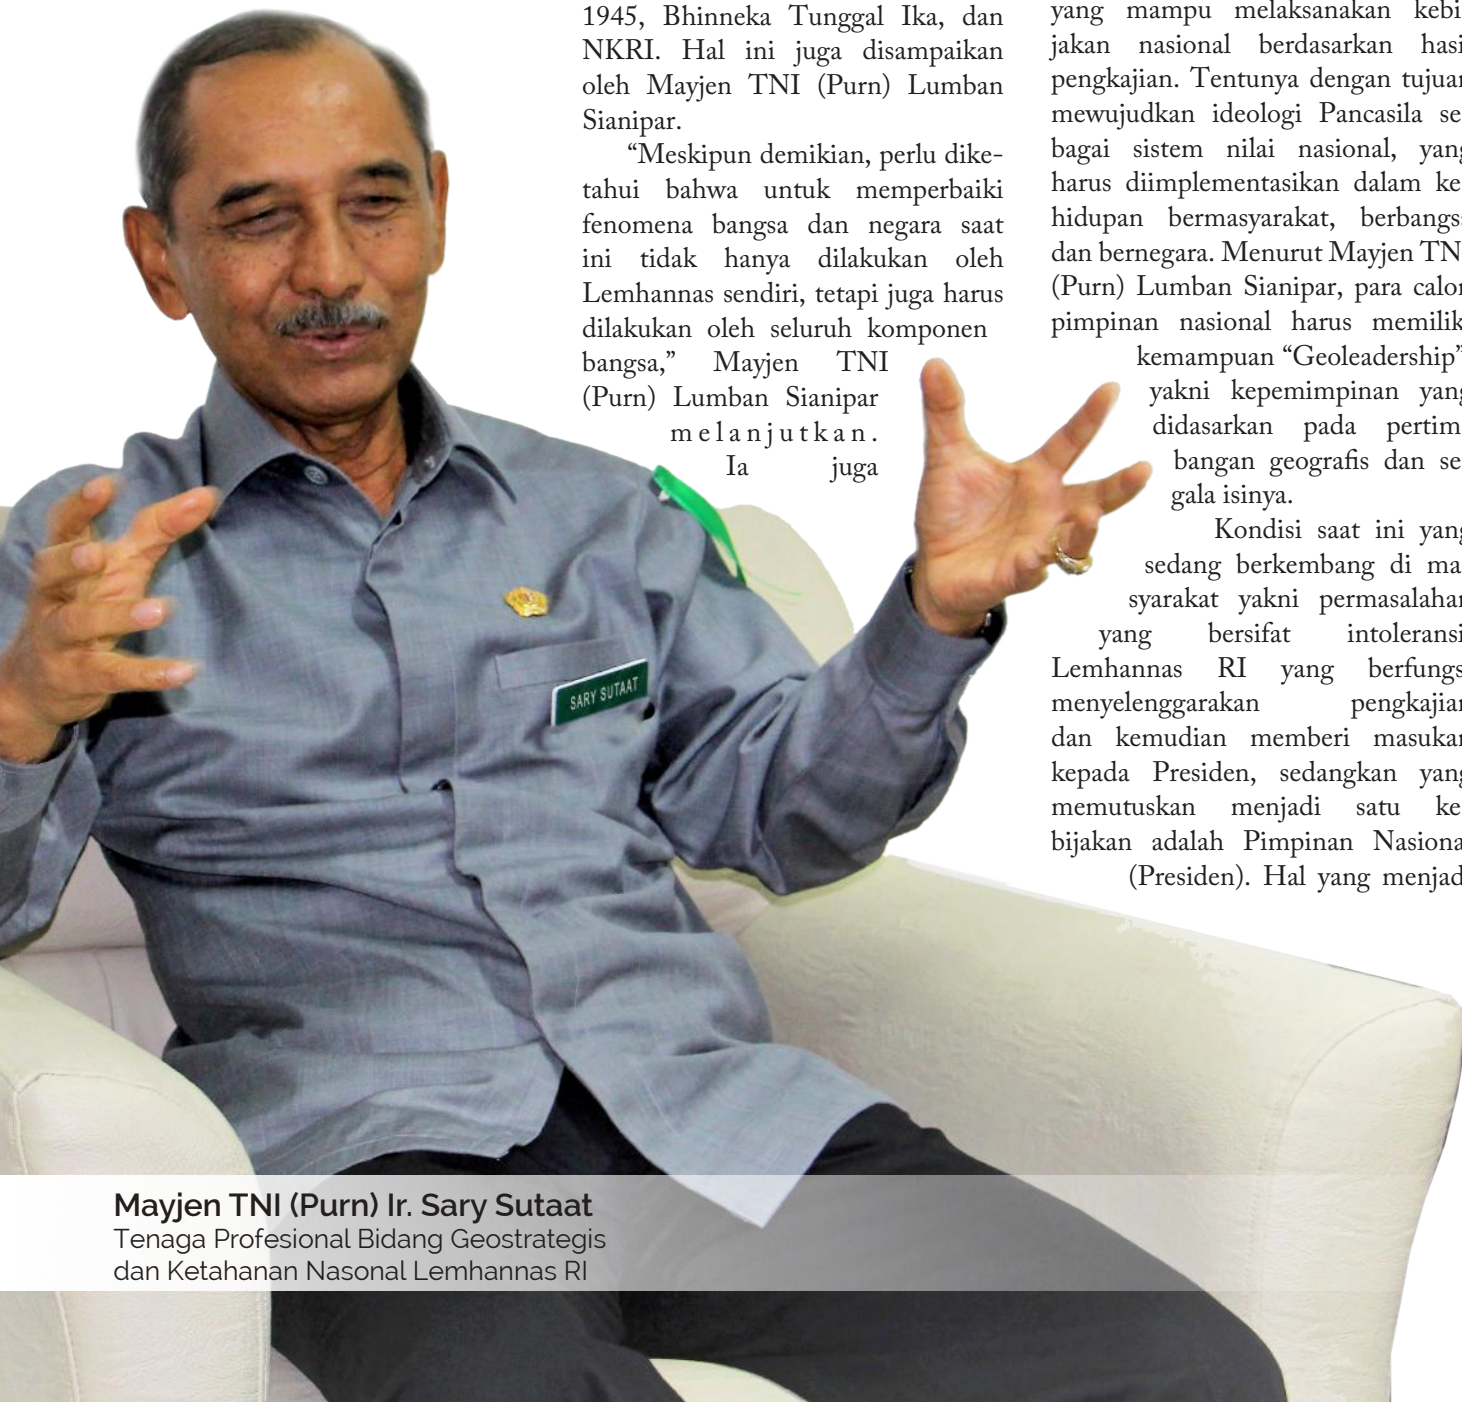 1945, Bhinneka Tunggal Ika, dan
NKRI. Hal ini juga disampaikan
oleh Mayjen TNI (Purn) Lumban
Sianipar.
“Meskipun demikian, perlu dike-
tahui bahwa untuk memperbaiki
fenomena bangsa dan negara saat
ini tidak hanya dilakukan oleh
Lemhannas sendiri, tetapi juga harus
dilakukan oleh seluruh komponen
bangsa,” Mayjen TNI
(Purn) Lumban Sianipar
melanjutkan.
Ia juga
yang mampu melaksanakan kebi
jakan nasional berdasarkan hasi
pengkajian. Tentunya dengan tujuan
mewujudkan ideologi Pancasila se
bagai sistem nilai nasional, yang
harus diimplementasikan dalam ke
hidupan bermasyarakat, berbangsa
dan bernegara. Menurut Mayjen TN
(Purn) Lumban Sianipar, para calon
pimpinan nasional harus memilik
kemampuan “Geoleadership”
yakni kepemimpinan yang
didasarkan pada pertim
bangan geografis dan se
gala isinya.
Kondisi saat ini yang
sedang berkembang di ma
syarakat yakni permasalahan
yang bersifat intoleransi
Lemhannas RI yang berfungs
menyelenggarakan pengkajian
dan kemudian memberi masukan
kepada Presiden, sedangkan yang
memutuskan menjadi satu ke
bijakan adalah Pimpinan Nasiona
(Presiden). Hal yang menjad
SARY SUTAAT
Mayjen TNI (Purn) Ir. Sary Sutaat
Tenaga Profesional Bidang Geostrategis
dan Ketahanan Nasonal Lemhannas RI